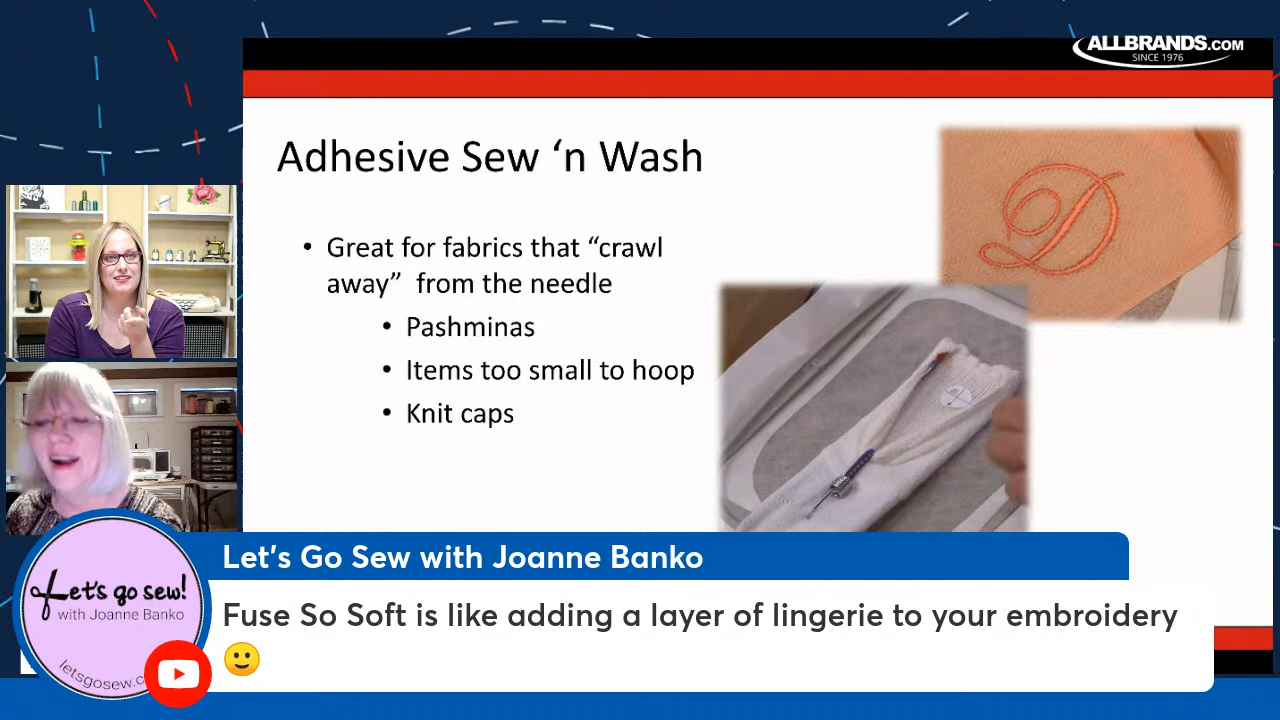 ALLBRANDS.COM
SINCE 1976
Adhesive Sew ‘n Wash
• Great for fabrics that “crawl
away” from the needle
• Pashminas
• Items too small to hoop
• Knit caps
D
Let's Go Sew with Joanne Banko
Fuse So Soft is like adding a layer of lingerie to your embroidery
🙂
Let's go sew!
with Joanne Banko
letsgosew.c